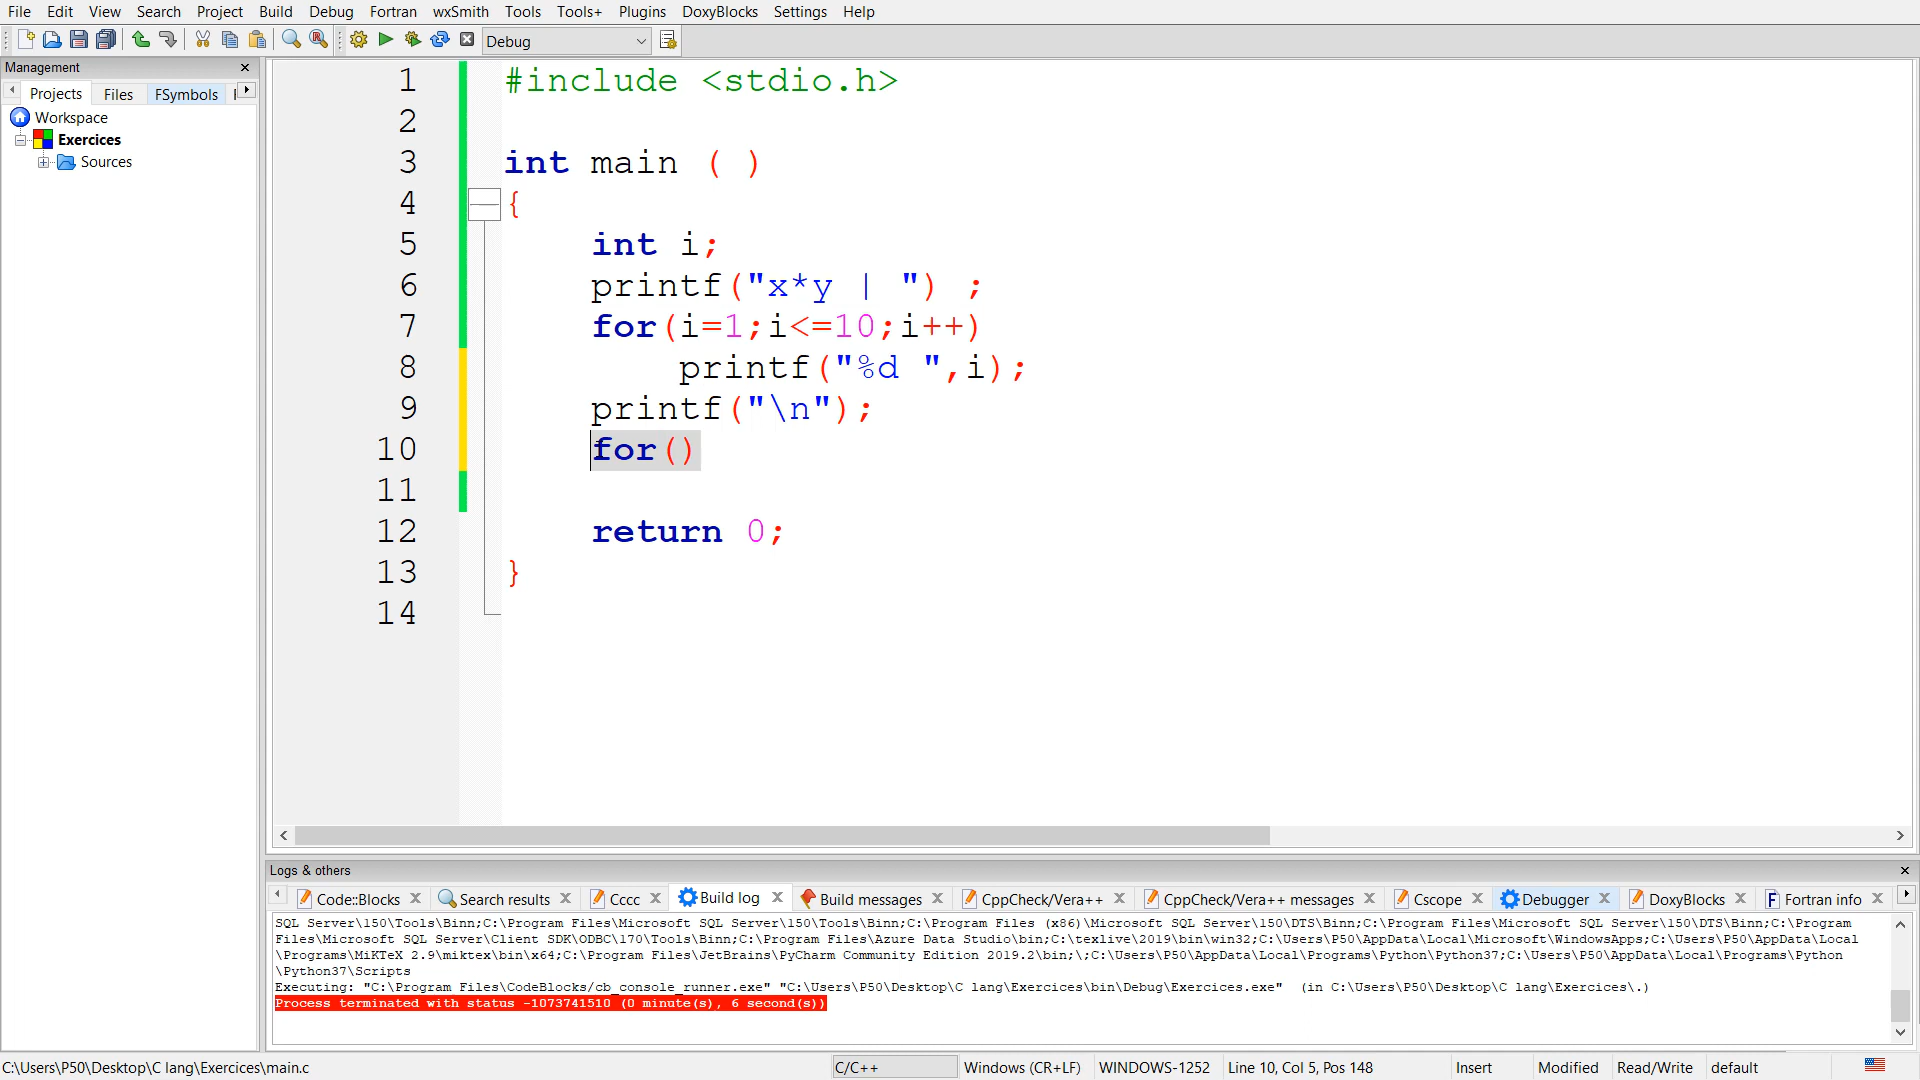 File Edit View Search Project Build Debug Fortran wxSmith Tools Tools+ Plugins DoxyBlocks Settings Help
Debug
Management
Projects Files FSymbols
Workspace
Exercices
Sources
1 #include <stdio.h>
2
3 int main ( )
4 {
5 int i;
6 printf("x*y | ") ;
7 for(i=1;i<=10;i++)
8 printf("%d ",i);
9 printf("\n");
10 for()
11
12 return 0;
13 }
14
Logs & others
Code::Blocks Search results Cccc Build log Build messages CppCheck/Vera++ CppCheck/Vera++ messages Cscope Debugger DoxyBlocks Fortran info
SQL Server\150\Tools\Binn;C:\Program Files\Microsoft SQL Server\150\Tools\Binn;C:\Program Files (x86)\Microsoft SQL Server\150\DTS\Binn;C:\Program Files\Microsoft SQL Server\150\DTS\Binn;C:\Program
Files\Microsoft SQL Server\Client SDK\ODBC\170\Tools\Binn;C:\Program Files\Azure Data Studio\bin;C:\texlive\2019\bin\win32;C:\Users\P50\AppData\Local\Microsoft\WindowsApps;C:\Users\P50\AppData\Local
\Programs\MiKTeX 2.9\miktex\bin\x64;C:\Program Files\JetBrains\PyCharm Community Edition 2019.2\bin;\;C:\Users\P50\AppData\Local\Programs\Python\Python37;C:\Users\P50\AppData\Local\Programs\Python
\Python37\Scripts
Executing: "C:\Program Files\CodeBlocks/cb_console_runner.exe" "C:\Users\P50\Desktop\C lang\Exercices\bin\Debug\Exercices.exe" (in C:\Users\P50\Desktop\C lang\Exercices\.)
Process terminated with status -1073741510 (0 minute(s), 6 second(s))
C:\Users\P50\Desktop\C lang\Exercices\main.c C/C++ Windows (CR+LF) WINDOWS-1252 Line 10, Col 5, Pos 148 Insert Modified Read/Write default